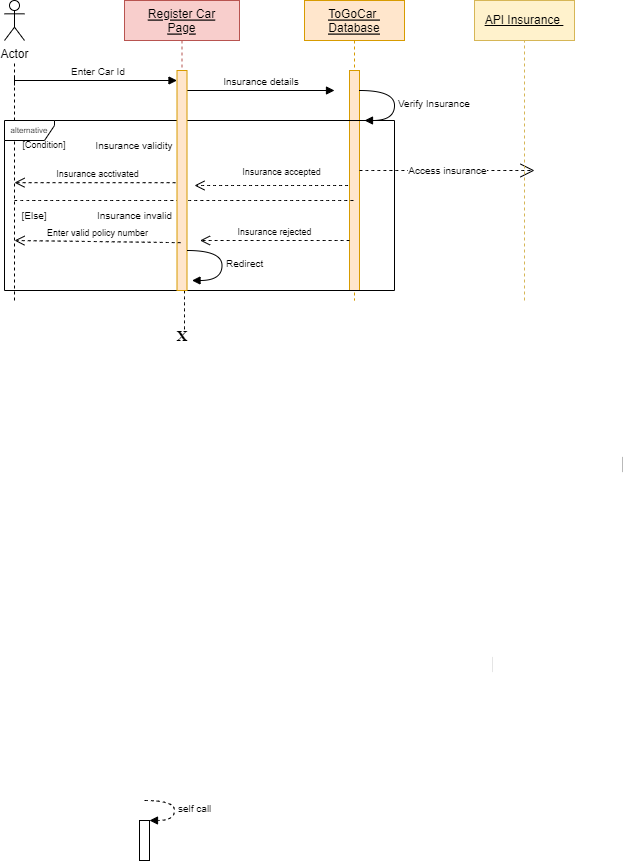 Register Car
Page
ToGoCar
Database
API Insurance
Actor
Enter Car Id
Insurance details
Verify Insurance
alternative
[Condition]
Insurance validity
Insurance acctivated
Insurance accepted
Access insurance
[Else]
Insurance invalid
Enter valid policy number
Insurance rejected
Redirect
X
self call